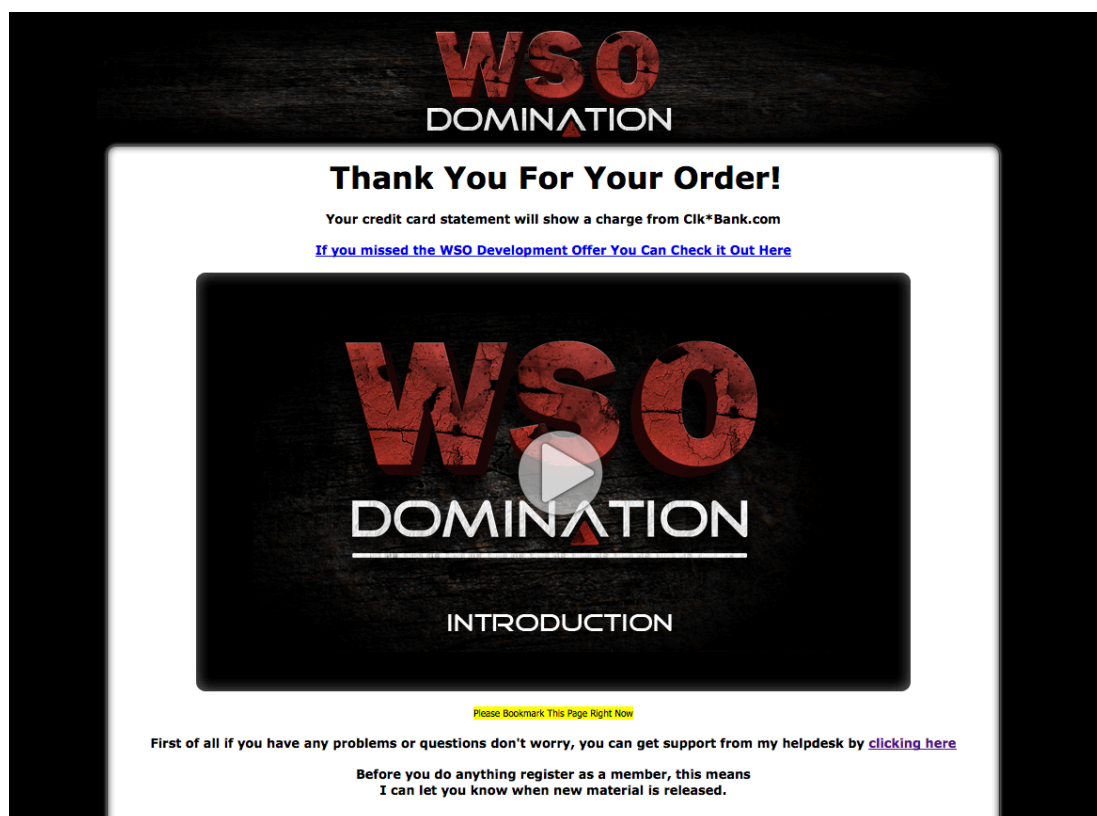 WSO
DOMINATION
Thank You For Your Order!
Your credit card statement will show a charge from Clk*Bank.com
If you missed the WSO Development Offer You Can Check it Out Here
WSO
DOMINATION
INTRODUCTION
Please Bookmark This Page Right Now
First of all if you have any problems or questions don't worry, you can get support from my helpdesk by clicking here
Before you do anything register as a member, this means
I can let you know when new material is released.